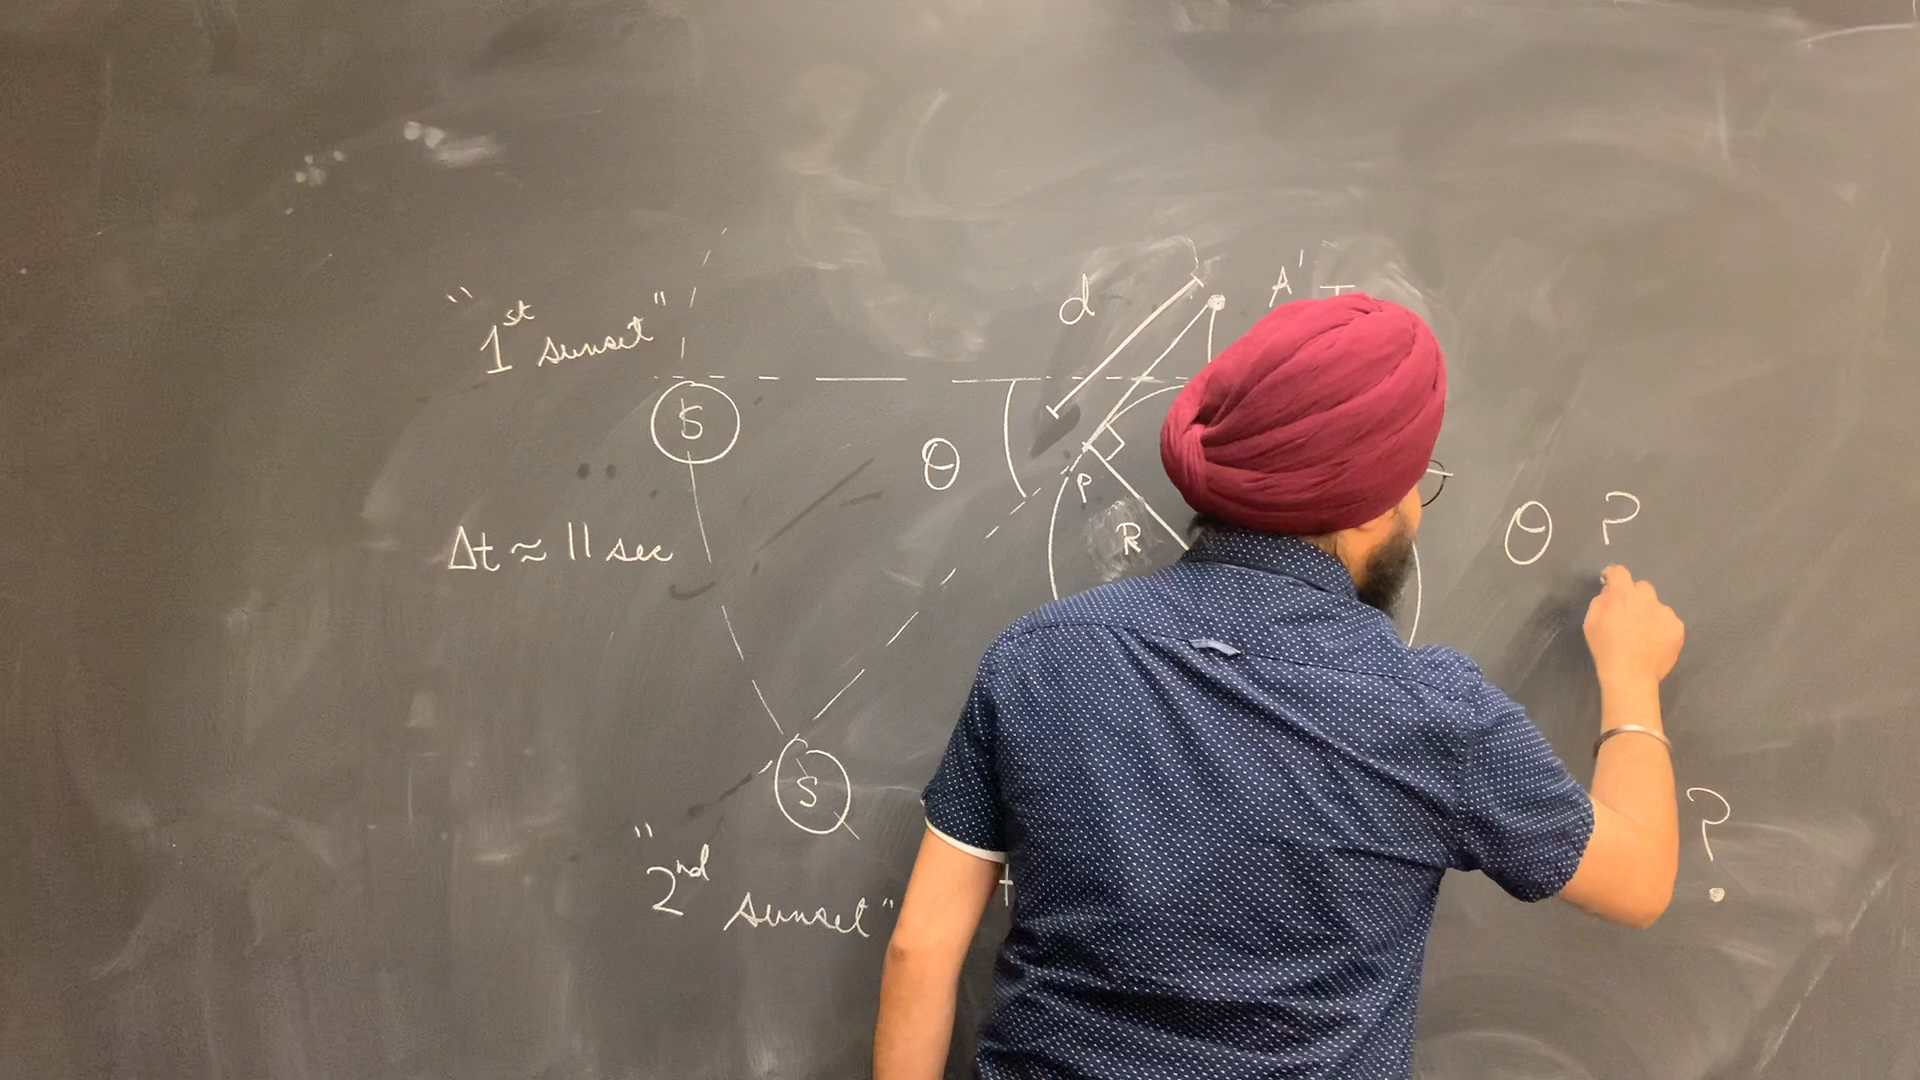 "1st sunset"
d
A'
S
θ
P
R
θ ?
Δt ≈ 11 sec
S
?
"2nd sunset"